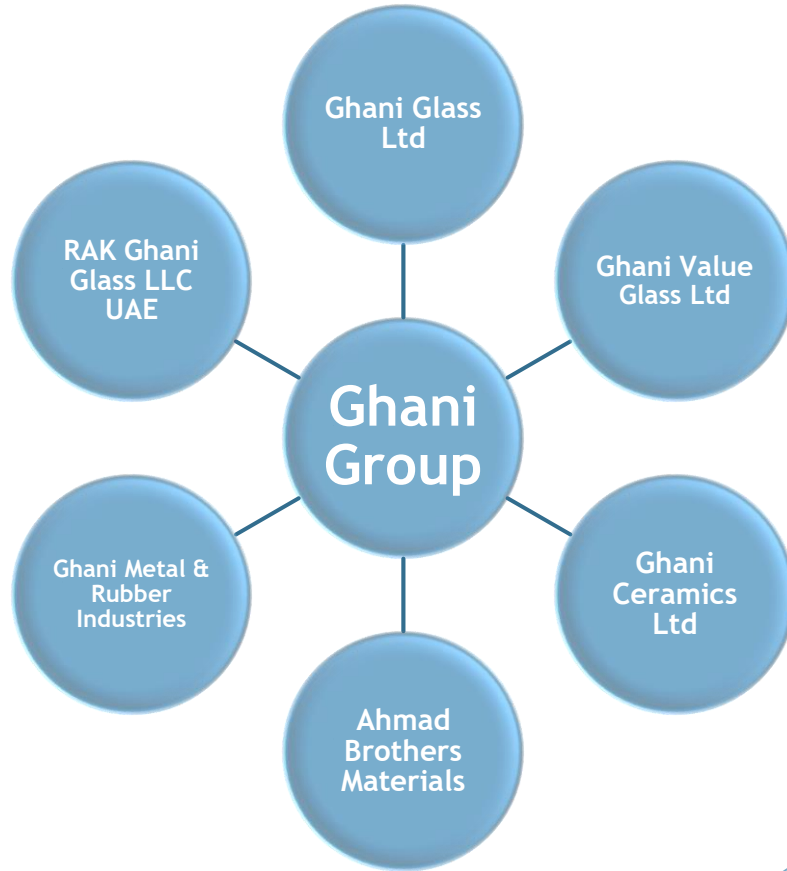 Ghani Glass
Ltd
RAK Ghani
Glass LLC
UAE
Ghani Value
Glass Ltd
Ghani
Group
Ghani Metal &
Rubber
Industries
Ghani
Ceramics
Ltd
Ahmad
Brothers
Materials